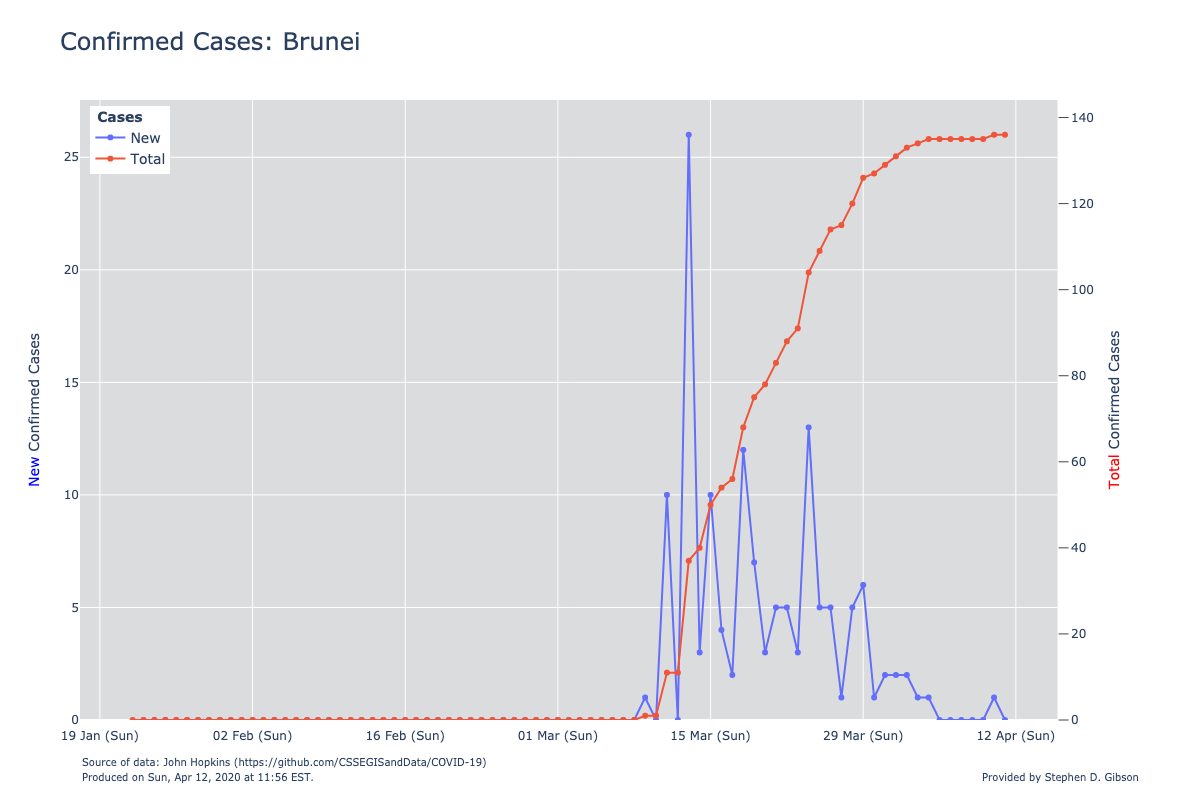 Confirmed Cases: Brunei
Cases
New
Total
25
20
15
10
5
0
New Confirmed Cases
140
120
100
80
60
40
20
0
Total Confirmed Cases
19 Jan (Sun) 02 Feb (Sun) 16 Feb (Sun) 01 Mar (Sun) 15 Mar (Sun) 29 Mar (Sun) 12 Apr (Sun)
Source of data: John Hopkins (https://github.com/CSSEGISandData/COVID-19)
Produced on Sun, Apr 12, 2020 at 11:56 EST.
Provided by Stephen D. Gibson